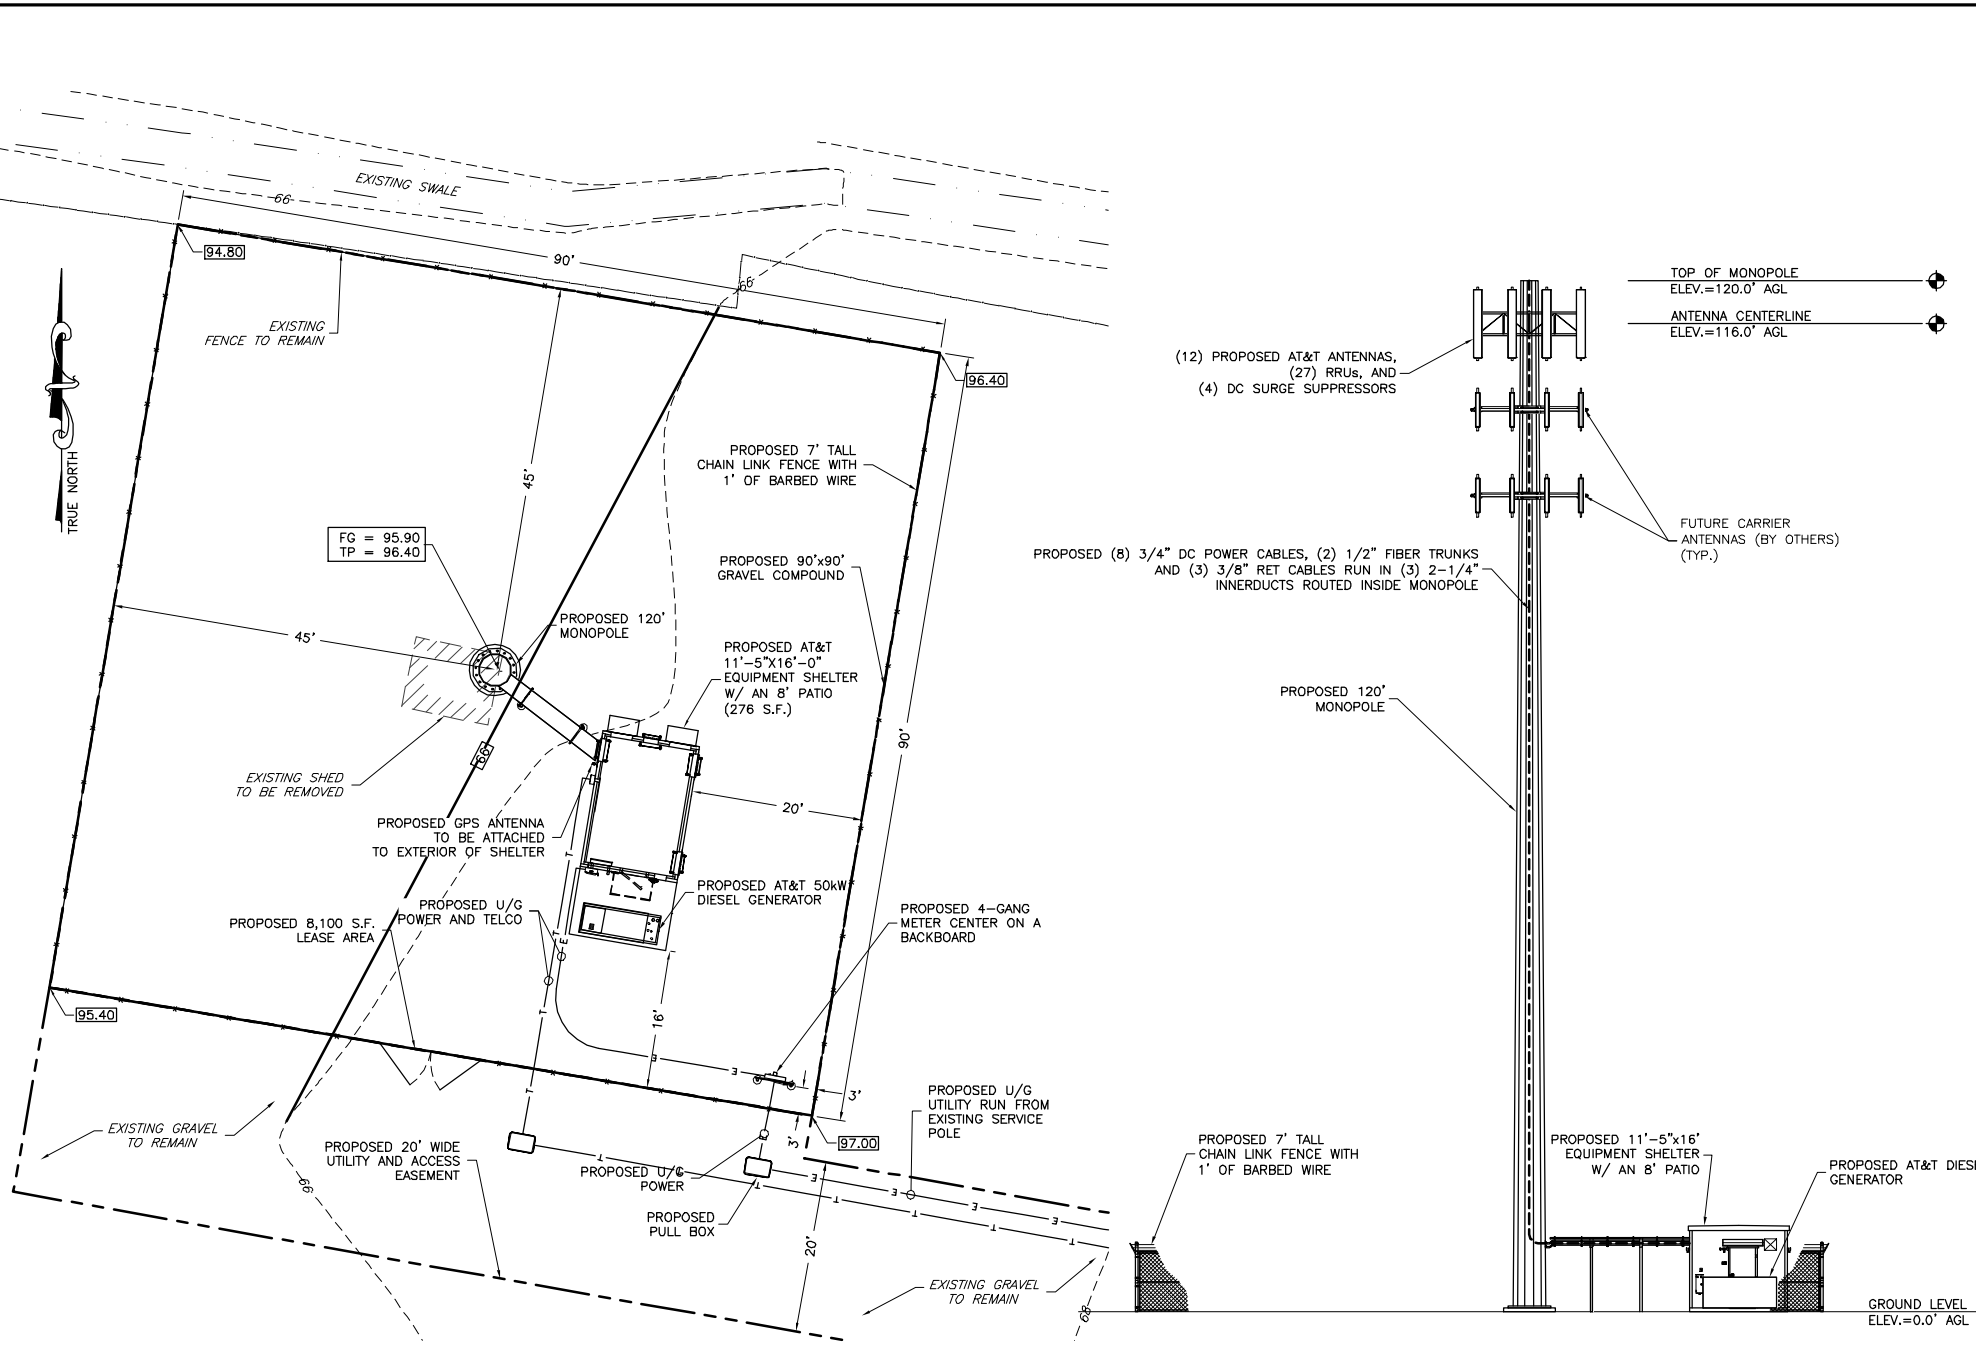 EXISTING SWALE
66
90'
94.80
66
EXISTING
FENCE TO REMAIN
96.40
TRUE NORTH
45'
PROPOSED 7' TALL
CHAIN LINK FENCE WITH
1' OF BARBED WIRE
FG = 95.90
TP = 96.40
PROPOSED 90'x90'
GRAVEL COMPOUND
45'
PROPOSED 120'
MONOPOLE
PROPOSED AT&T
11'-5"X16'-0"
EQUIPMENT SHELTER
W/ AN 8' PATIO
(276 S.F.)
90'
66
EXISTING SHED
TO BE REMOVED
20'
PROPOSED GPS ANTENNA
TO BE ATTACHED
TO EXTERIOR OF SHELTER
T
PROPOSED AT&T 50kW
DIESEL GENERATOR
PROPOSED U/G
POWER AND TELCO
PROPOSED 8,100 S.F.
LEASE AREA
PROPOSED 4-GANG
METER CENTER ON A
BACKBOARD
T
E
95.40
T
16'
E
E
T
3'
PROPOSED U/G
UTILITY RUN FROM
EXISTING SERVICE
POLE
EXISTING GRAVEL
TO REMAIN
3'
97.00
PROPOSED 20' WIDE
UTILITY AND ACCESS
EASEMENT
66
PROPOSED U/G
POWER
T
E
E
E
E
T
T
T
T
T
PROPOSED
PULL BOX
20'
EXISTING GRAVEL
TO REMAIN
68
TOP OF MONOPOLE
ELEV.=120.0' AGL
ANTENNA CENTERLINE
ELEV.=116.0' AGL
(12) PROPOSED AT&T ANTENNAS,
(27) RRUs, AND
(4) DC SURGE SUPPRESSORS
FUTURE CARRIER
ANTENNAS (BY OTHERS)
(TYP.)
PROPOSED (8) 3/4" DC POWER CABLES, (2) 1/2" FIBER TRUNKS
AND (3) 3/8" RET CABLES RUN IN (3) 2-1/4"
INNERDUCTS ROUTED INSIDE MONOPOLE
PROPOSED 120'
MONOPOLE
PROPOSED 7' TALL
CHAIN LINK FENCE WITH
1' OF BARBED WIRE
PROPOSED 11'-5"x16'
EQUIPMENT SHELTER
W/ AN 8' PATIO
PROPOSED AT&T DIES
GENERATOR
GROUND LEVEL
ELEV.=0.0' AGL